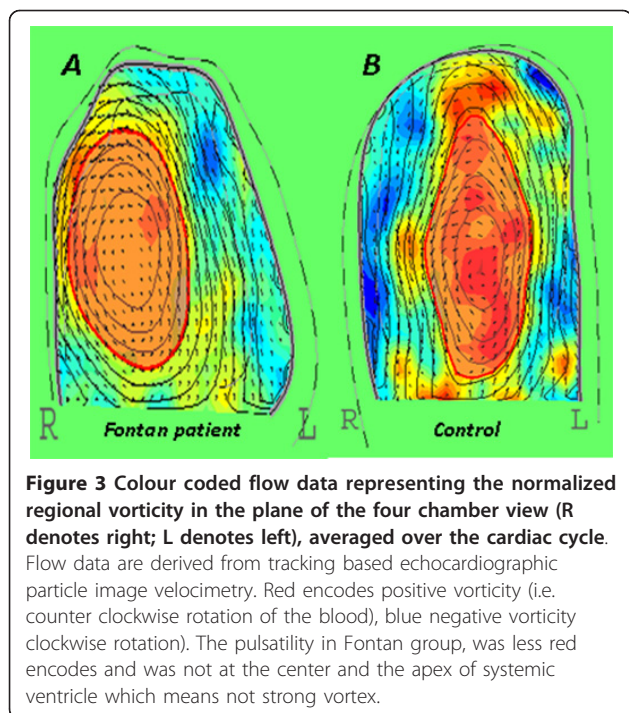 A
B
R Fontan patient L
R Control L
Figure 3 Colour coded flow data representing the normalized
regional vorticity in the plane of the four chamber view (R
denotes right; L denotes left), averaged over the cardiac cycle.
Flow data are derived from tracking based echocardiographic
particle image velocimetry. Red encodes positive vorticity (i.e.
counter clockwise rotation of the blood), blue negative vorticity
clockwise rotation). The pulsatility in Fontan group, was less red
encodes and was not at the center and the apex of systemic
ventricle which means not strong vortex.